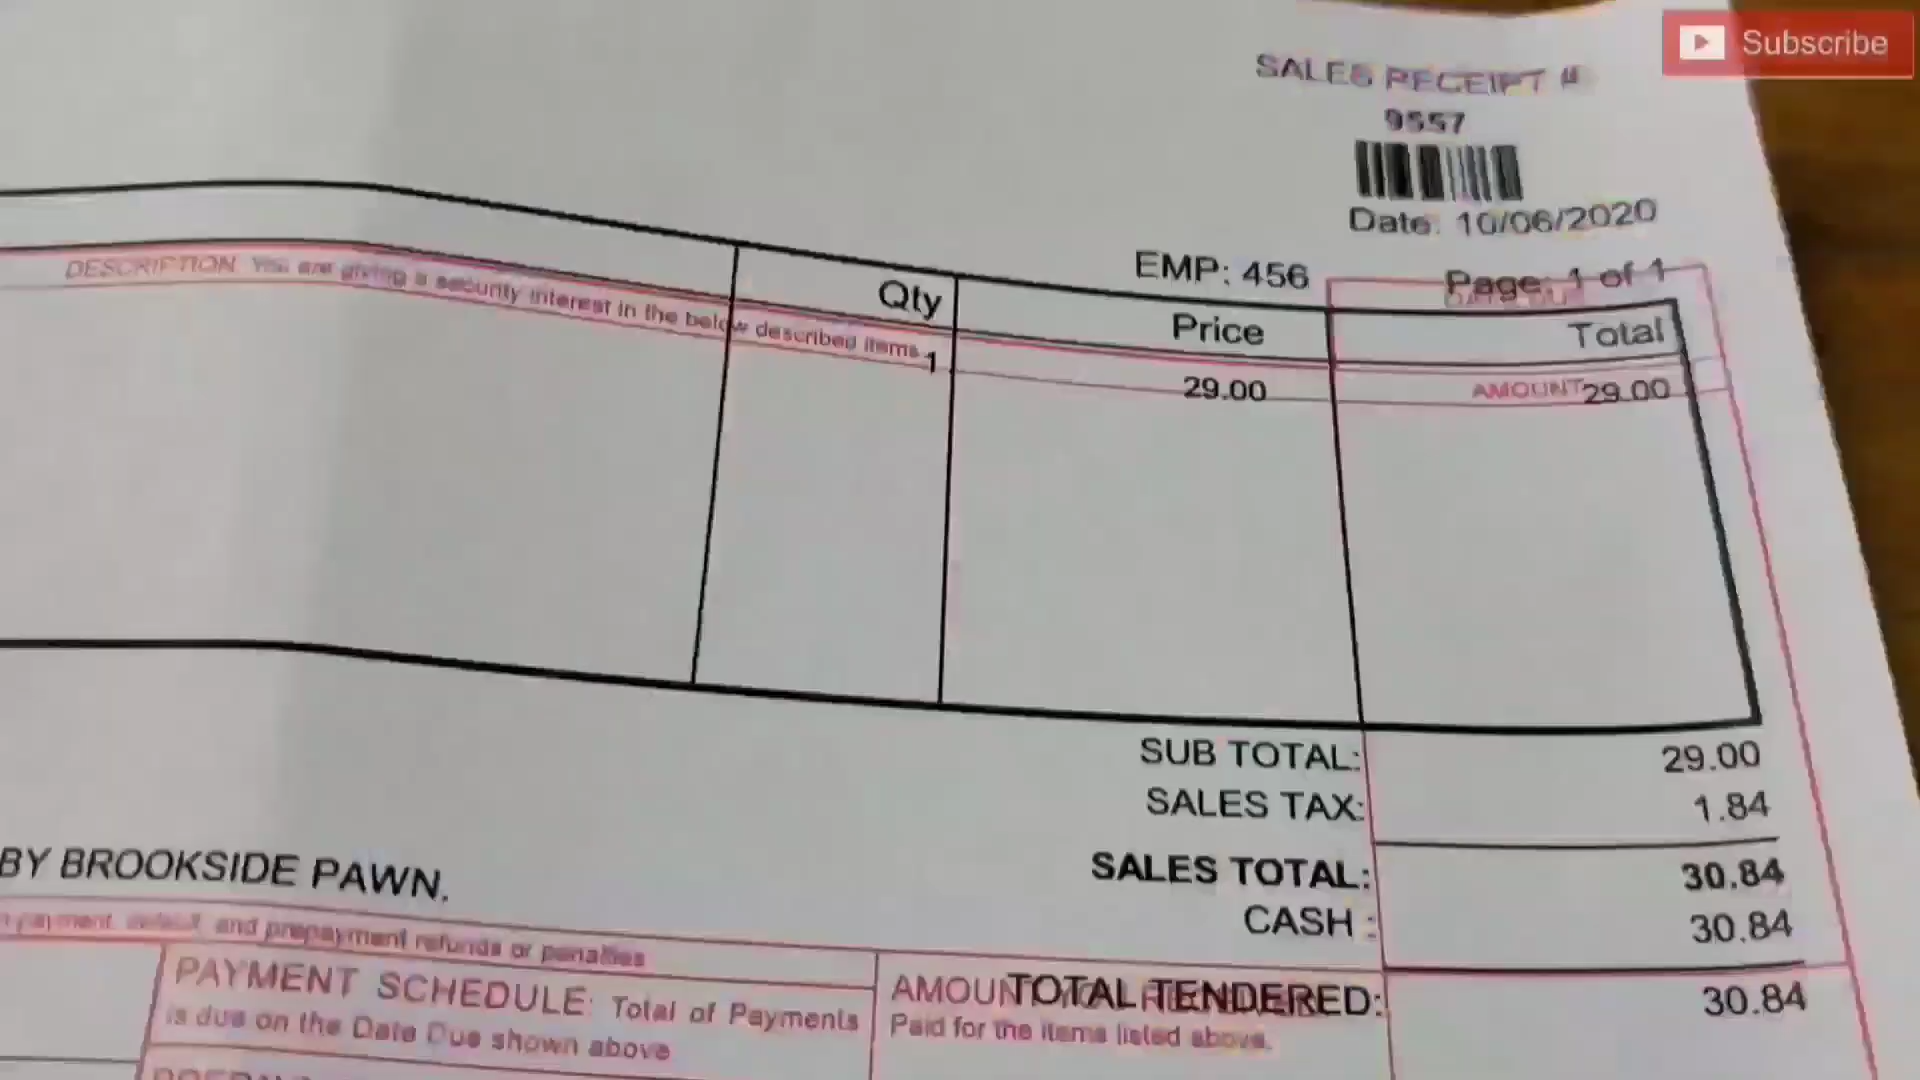 Subscribe
SALES RECEIPT #
9557
Date: 10/06/2020
EMP: 456
Page: 1 of 1
Qty
Price
Total
DESCRIPTION You are giving a security interest in the below described items
1
29.00
AMOUNT
29.00
SUB TOTAL: 29.00
SALES TAX: 1.84
SALES TOTAL: 30.84
CASH : 30.84
BY BROOKSIDE PAWN.
payment, default, and prepayment refunds or penalties
TOTAL TENDERED: 30.84
PAYMENT SCHEDULE: Total of Payments
is due on the Date Due shown above
Paid for the items listed above.